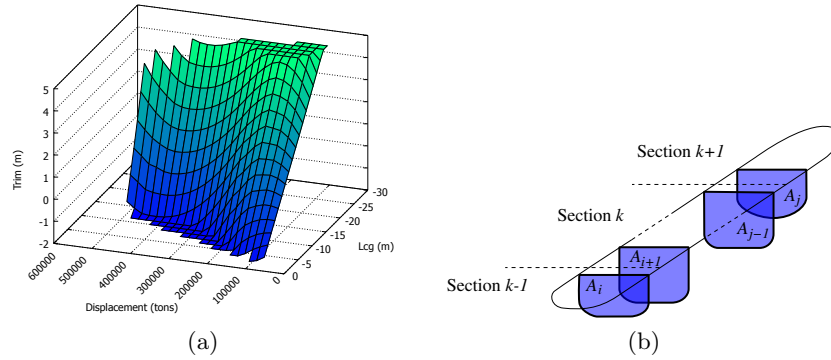 5
4
3
2
1
0
-1
-2
Trim (m)
600000
500000
400000
300000
200000
100000
0
Displacement (tons)
0
-5
-10
-15
-20
-25
-30
Lcg (m)
(a)
Section k+1
Section k
Section k-1
A_j
A_{j−1}
A_{i+1}
A_i
(b)